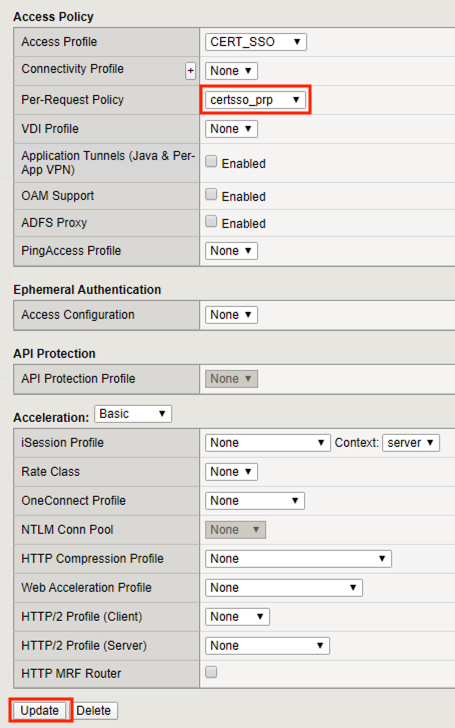 Access Policy
Access Profile CERT_SSO
Connectivity Profile + None
Per-Request Policy certsso_prp
VDI Profile None
Application Tunnels (Java & Per-
App VPN) Enabled
OAM Support Enabled
ADFS Proxy Enabled
PingAccess Profile None
Ephemeral Authentication
Access Configuration None
API Protection
API Protection Profile None
Acceleration: Basic
iSession Profile None Context: server
Rate Class None
OneConnect Profile None
NTLM Conn Pool None
HTTP Compression Profile None
Web Acceleration Profile None
HTTP/2 Profile (Client) None
HTTP/2 Profile (Server) None
HTTP MRF Router
Update Delete